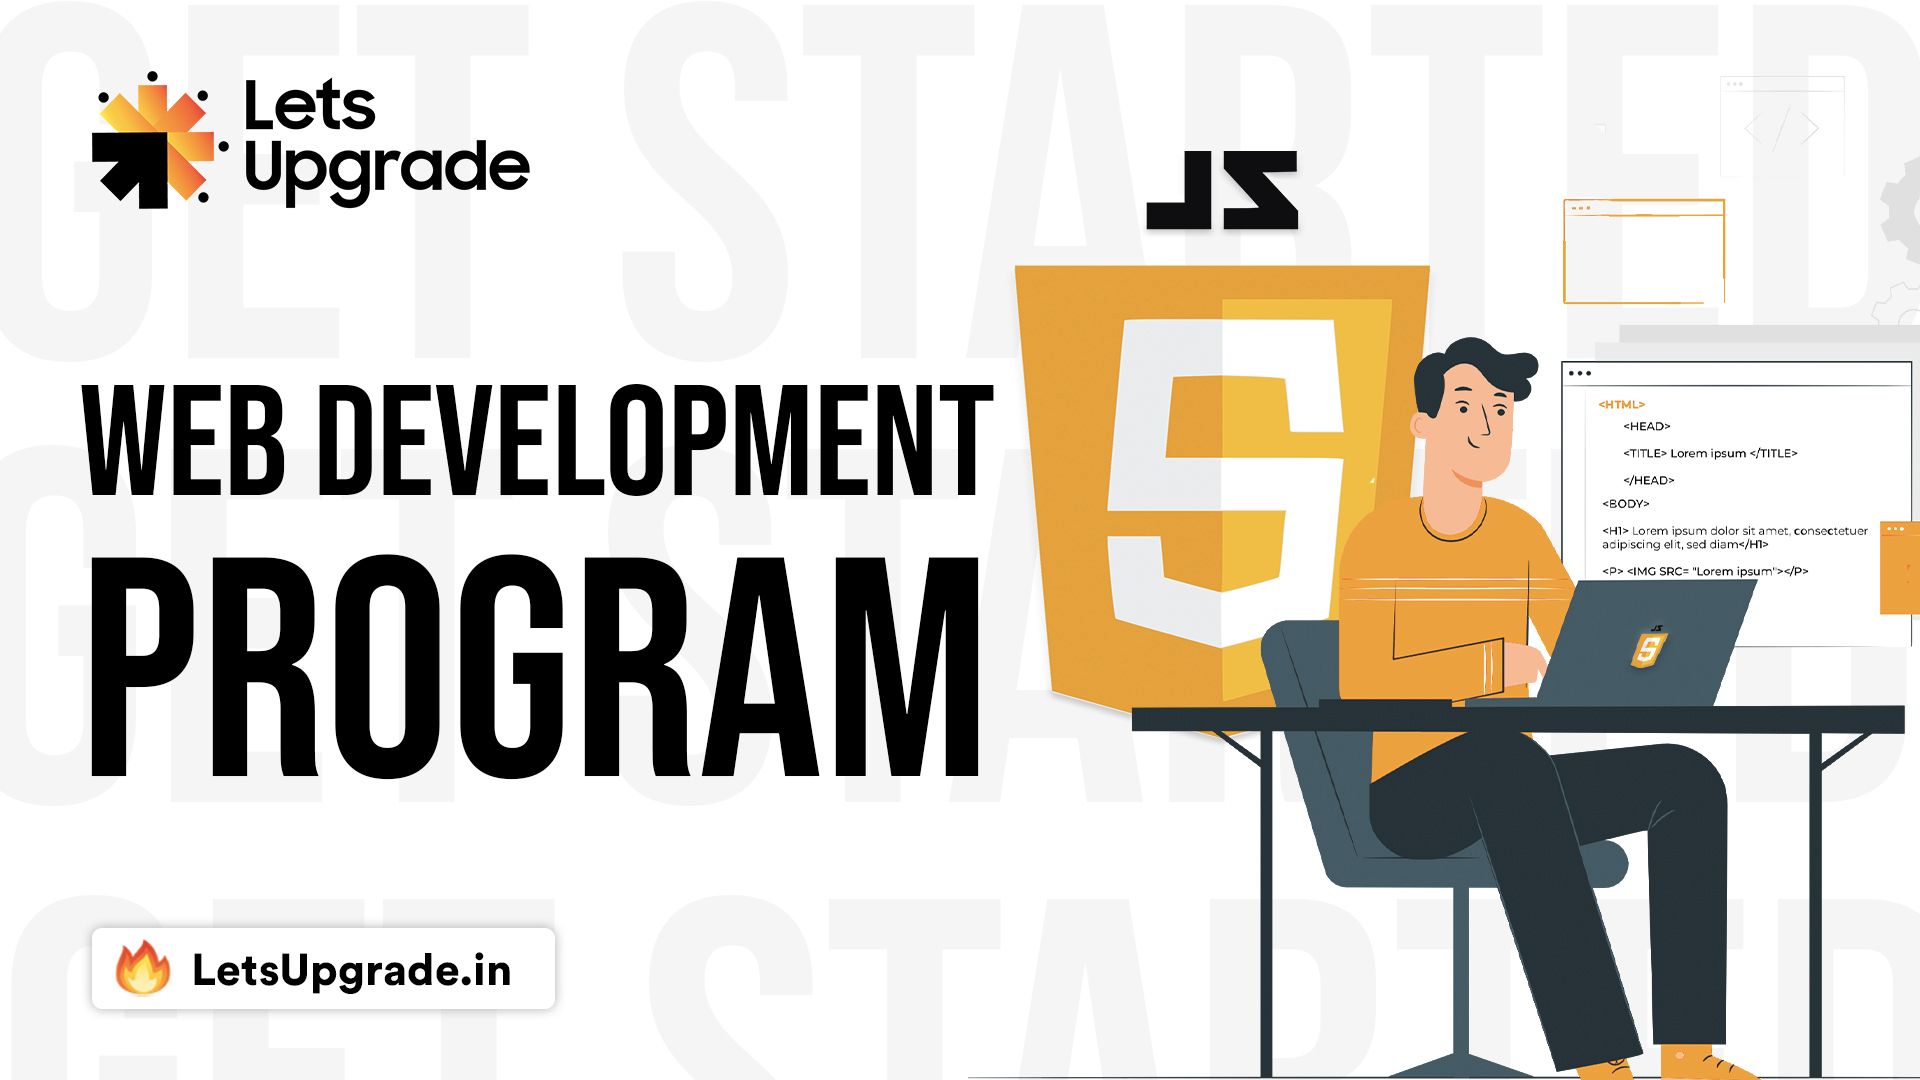 GET STARTED
Lets
Upgrade
JS
WEB DEVELOPMENT
PROGRAM
<HTML>
<HEAD>
<TITLE> Lorem ipsum </TITLE>
</HEAD>
<BODY>
<H1> Lorem ipsum dolor sit amet, consectetuer
adipiscing elit, sed diam</H1>
<P> <IMG SRC= "Lorem ipsum"></P>
JS
5
GET STARTED
LetsUpgrade.in
GET STARTED